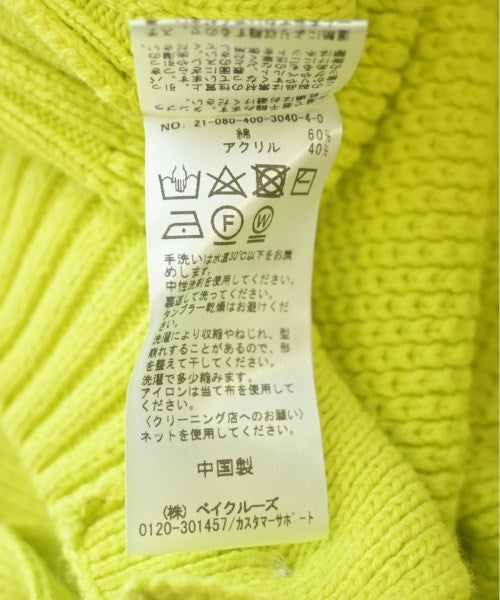 NO. 21-080-400-3040-4-0
綿 60%
アクリル 40%
手洗いは水温30℃以下をお薦
めします。
中性洗剤を使用してください。
裏返して洗ってください。
タンブラー乾燥はお避けくだ
さい。
洗濯により収縮やねじれ、型
崩れすることがあるので、形
を整えて干してください。
洗濯で多少縮みます。
アイロンは当て布を使用して
ください。
〈クリーニング店へのお願い〉
ネットを使用してください。
中国製
(株) ベイクルーズ
0120-301457/カスタマーサポート